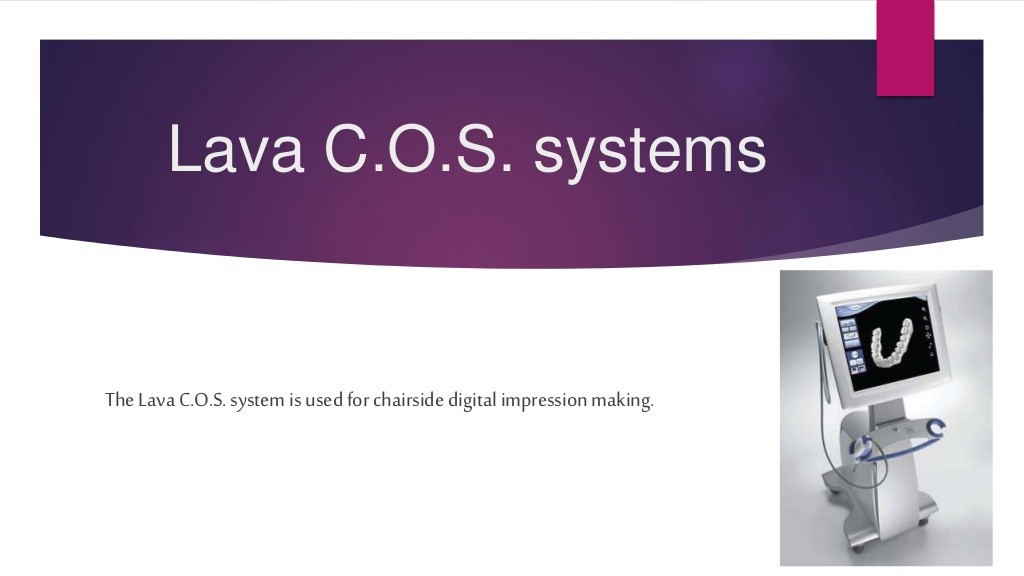 Lava C.O.S. systems
The Lava C.O.S. system is used for chairside digital impression making.